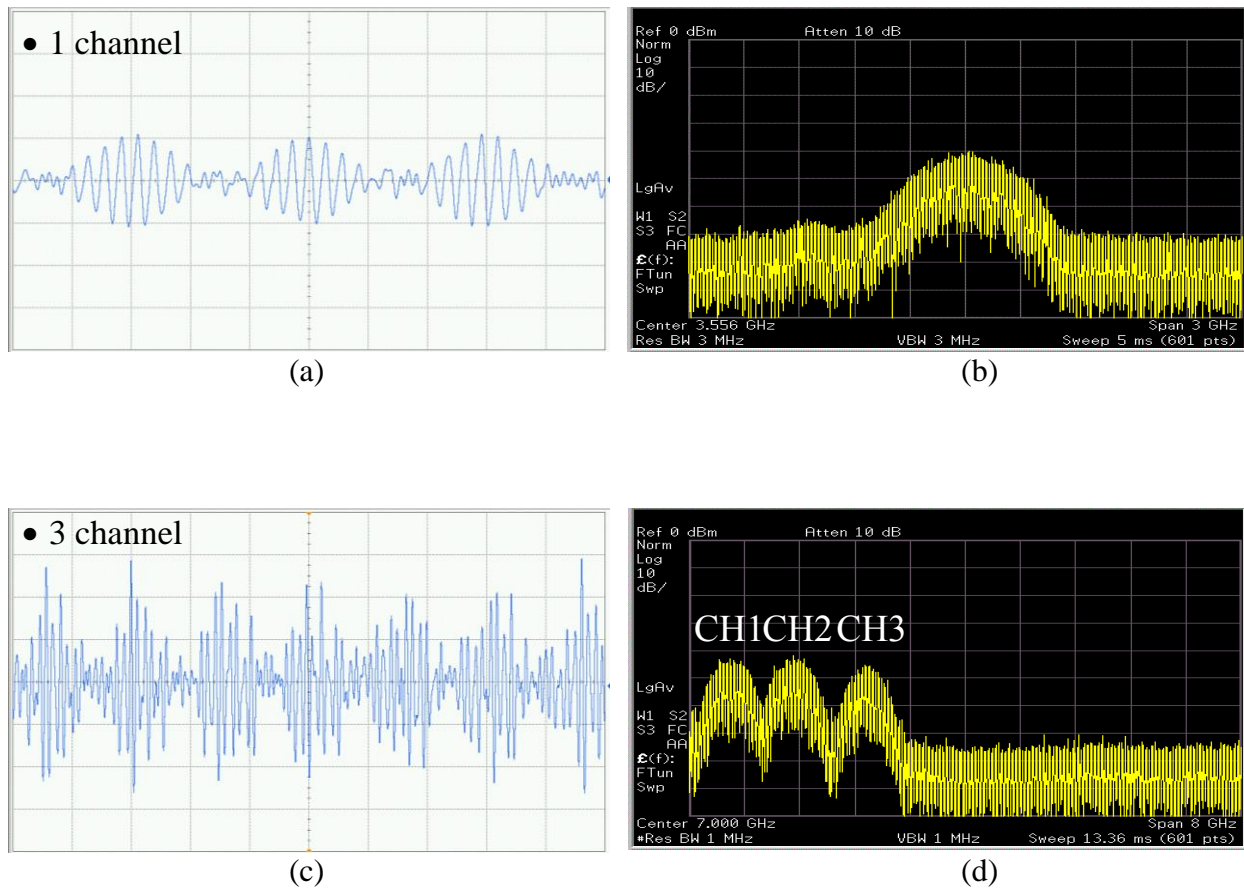 • 1 channel
Ref 0 dBm Atten 10 dB
Norm
Log
10
dB/
LgAv
W1 S2
S3 FC
AA
£(f):
FTun
Swp
Center 3.556 GHz Span 3 GHz
Res BW 3 MHz VBW 3 MHz Sweep 5 ms (601 pts)
(a)
(b)
• 3 channel
Ref 0 dBm Atten 10 dB
Norm
Log
10
dB/
CH1CH2 CH3
LgAv
W1 S2
S3 FC
AA
£(f):
FTun
Swp
Center 7.000 GHz Span 8 GHz
#Res BW 1 MHz VBW 1 MHz Sweep 13.36 ms (601 pts)
(c)
(d)